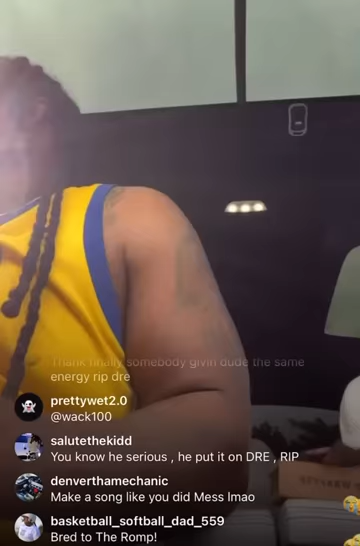 Thank finally somebody givin dude the same
energy rip dre
prettywet2.0
@wack100
salutethekidd
You know he serious , he put it on DRE , RIP
denverthamechanic
Make a song like you did Mess lmao
basketball_softball_dad_559
Bred to The Romp!